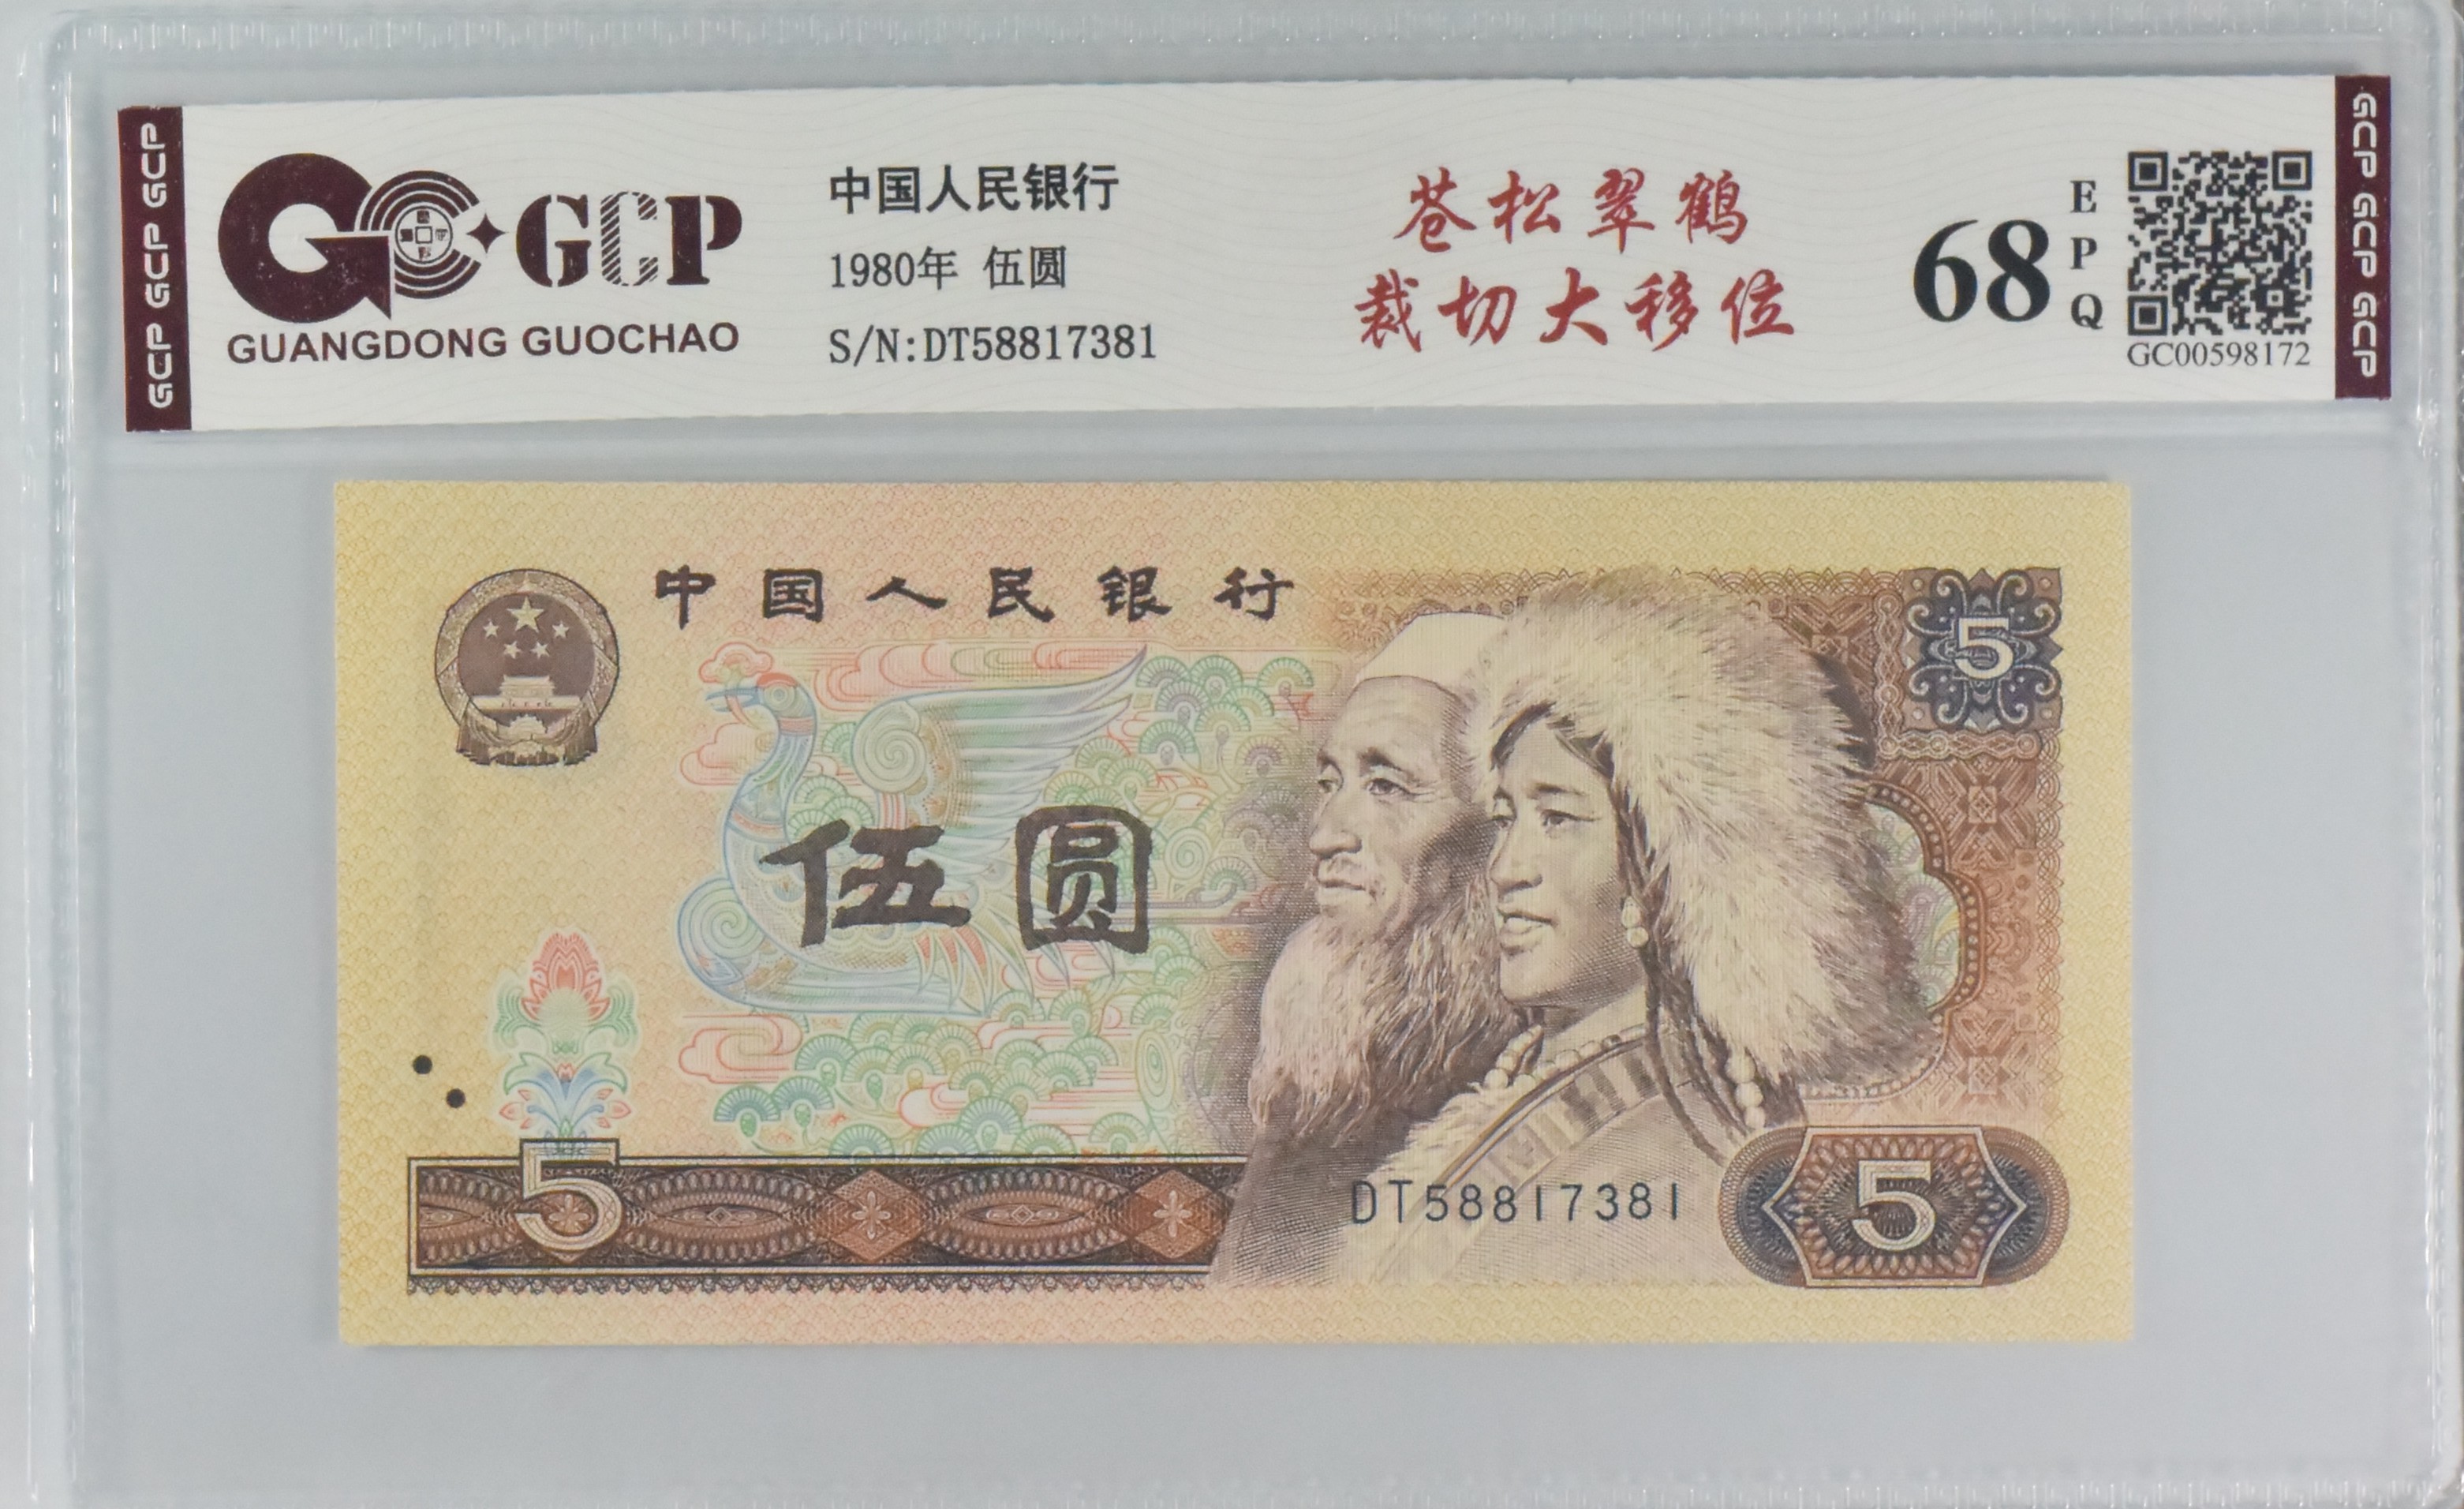 GCP GCP GCP
GCP
GUANGDONG GUOCHAO
中国人民银行
1980年 伍圆
S/N:DT58817381
苍松翠鹤
裁切大移位
68
EPQ
GC00598172
GCP GCP GCP
中国人民银行
5
伍圆
5
DT58817381
5